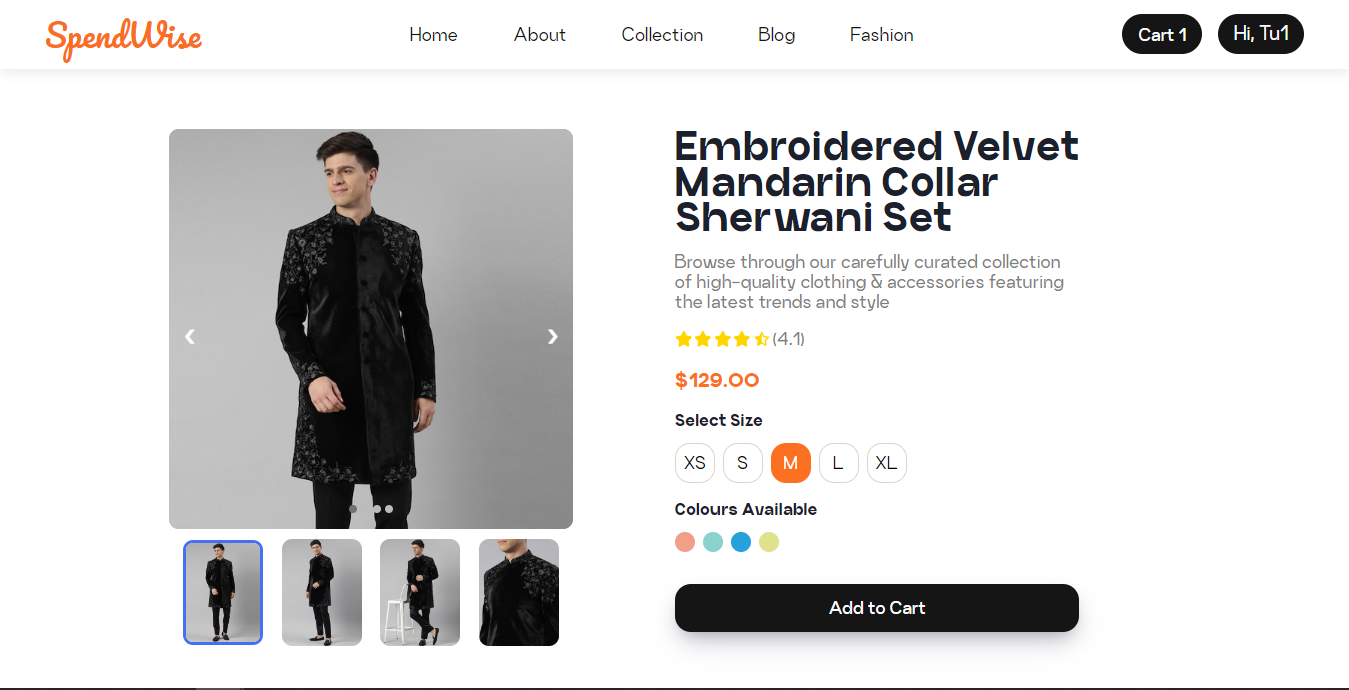 SpendWise
Home About Collection Blog Fashion
Cart 1
Hi, Tu1
Embroidered Velvet
Mandarin Collar
Sherwani Set
Browse through our carefully curated collection
of high-quality clothing & accessories featuring
the latest trends and style
(4.1)
$129.00
Select Size
XS S M L XL
Colours Available
Add to Cart